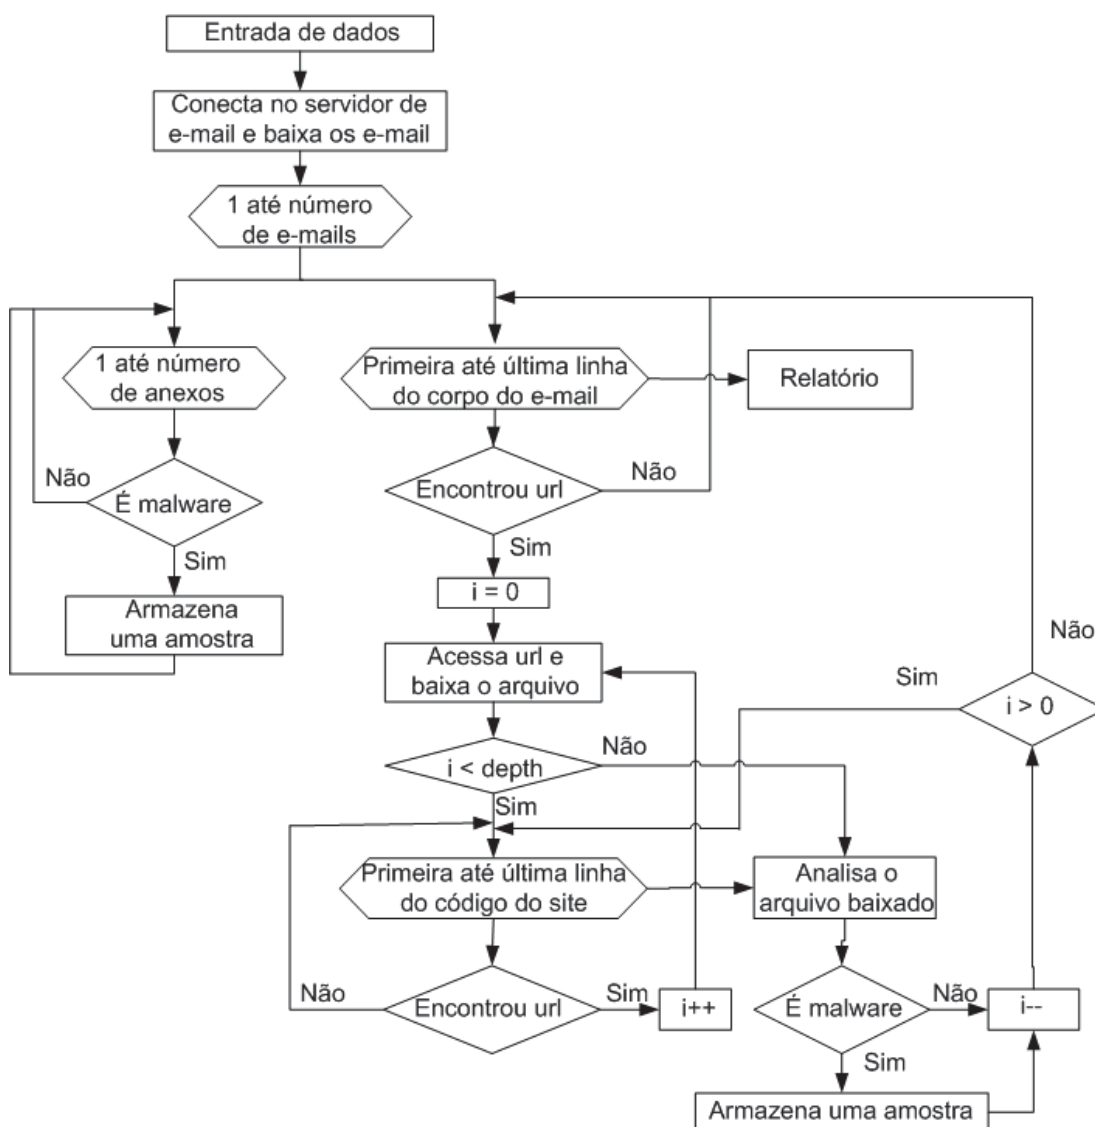 Entrada de dados
Conecta no servidor de
e-mail e baixa os e-mail
1 até número
de e-mails
1 até número
de anexos
Primeira até última linha
do corpo do e-mail
Relatório
Não
É malware
Encontrou url
Não
Sim
Sim
i = 0
Armazena
uma amostra
Não
Acessa url e
baixa o arquivo
Sim
i > 0
Não
i < depth
Sim
Primeira até última linha
do código do site
Analisa o
arquivo baixado
Não
Encontrou url
Sim
i++
É malware
Não
i--
Sim
Armazena uma amostra